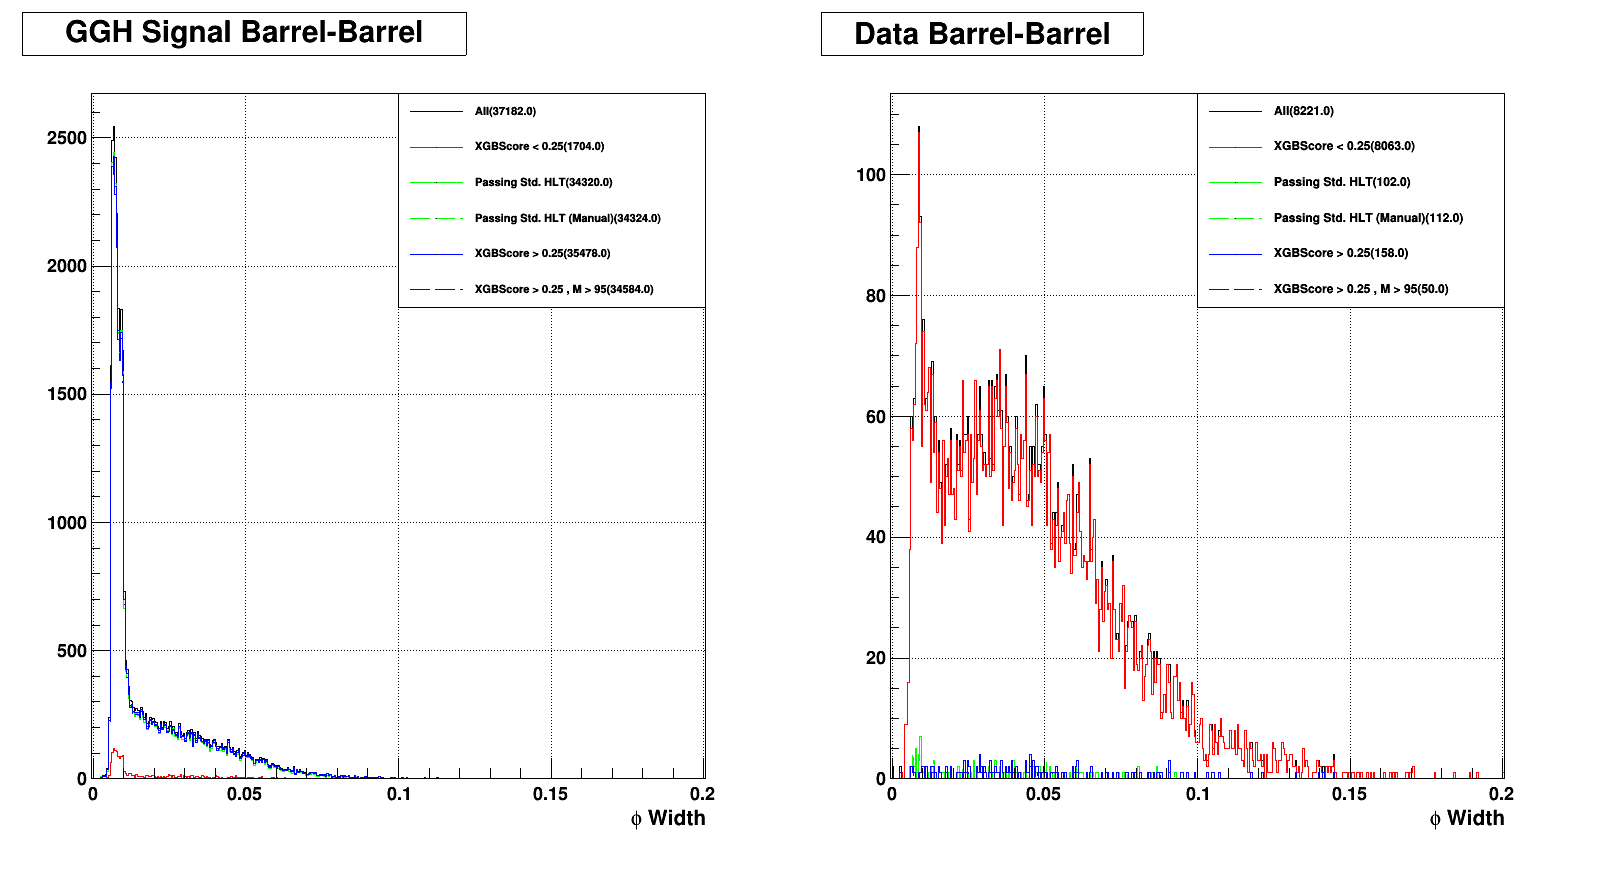 GGH Signal Barrel-Barrel
All(37182.0)
XGBScore < 0.25(1704.0)
Passing Std. HLT(34320.0)
Passing Std. HLT (Manual)(34324.0)
XGBScore > 0.25(35478.0)
XGBScore > 0.25 , M > 95(34584.0)
2500
2000
1500
1000
500
0
0 0.05 0.1 0.15 0.2
ϕ Width
Data Barrel-Barrel
All(8221.0)
XGBScore < 0.25(8063.0)
Passing Std. HLT(102.0)
Passing Std. HLT (Manual)(112.0)
XGBScore > 0.25(158.0)
XGBScore > 0.25 , M > 95(50.0)
100
80
60
40
20
0
0 0.05 0.1 0.15 0.2
ϕ Width